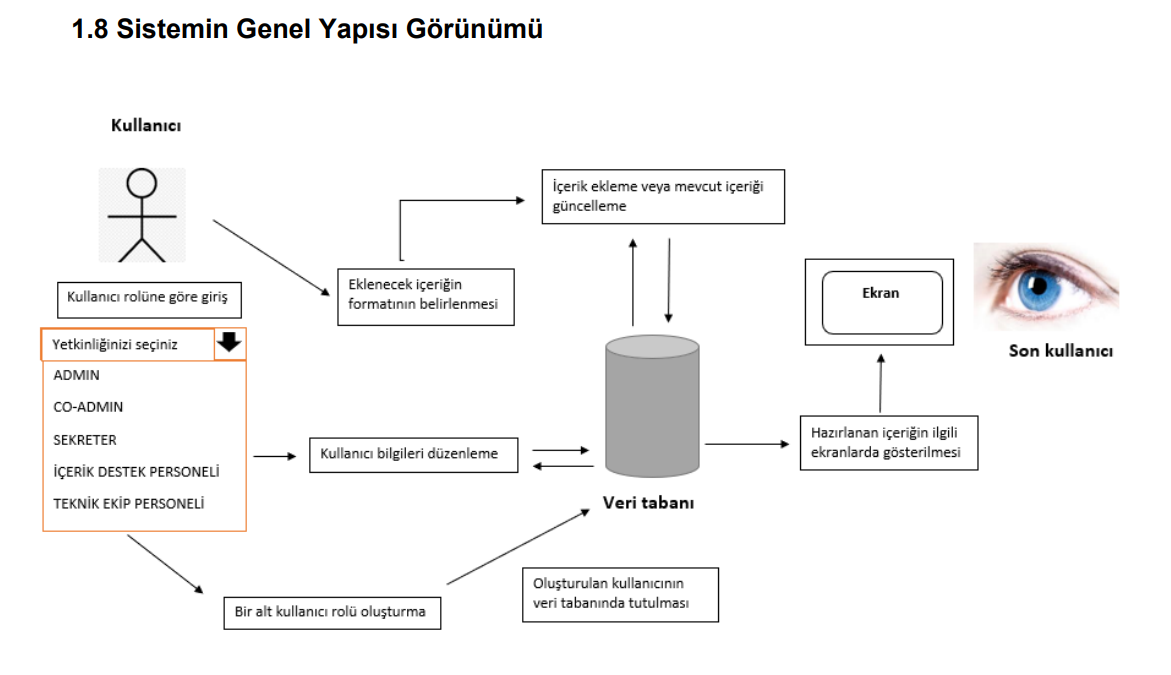 1.8 Sistemin Genel Yapısı Görünümü
Kullanıcı
İçerik ekleme veya mevcut içeriği
güncelleme
Eklenecek içeriğin
formatının belirlenmesi
Kullanıcı rolüne göre giriş
Yetkinliğinizi seçiniz
ADMIN
CO-ADMIN
SEKRETER
İÇERİK DESTEK PERSONELİ
TEKNİK EKİP PERSONELİ
Kullanıcı bilgileri düzenleme
Veri tabanı
Ekran
Son kullanıcı
Hazırlanan içeriğin ilgili
ekranlarda gösterilmesi
Bir alt kullanıcı rolü oluşturma
Oluşturulan kullanıcının
veri tabanında tutulması